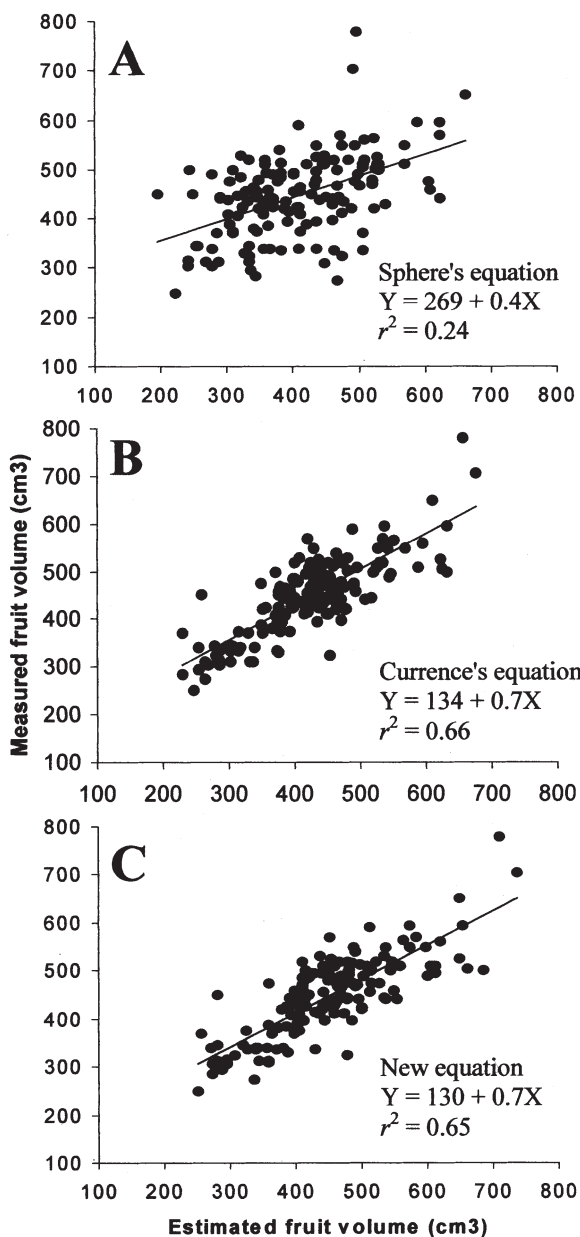 800
A
700
600
500
400
300
200
100
Sphere's equation
Y = 269 + 0.4X
r² = 0.24
100 200 300 400 500 600 700 800
Measured fruit volume (cm3)
800
B
700
600
500
400
300
200
100
Currence's equation
Y = 134 + 0.7X
r² = 0.66
100 200 300 400 500 600 700 800
800
C
700
600
500
400
300
200
100
New equation
Y = 130 + 0.7X
r² = 0.65
100 200 300 400 500 600 700 800
Estimated fruit volume (cm3)